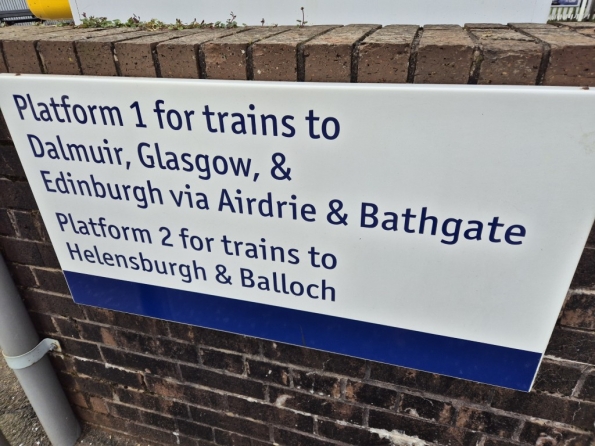 Platform 1 for trains to
Dalmuir, Glasgow, &
Edinburgh via Airdrie & Bathgate
Platform 2 for trains to
Helensburgh & Balloch